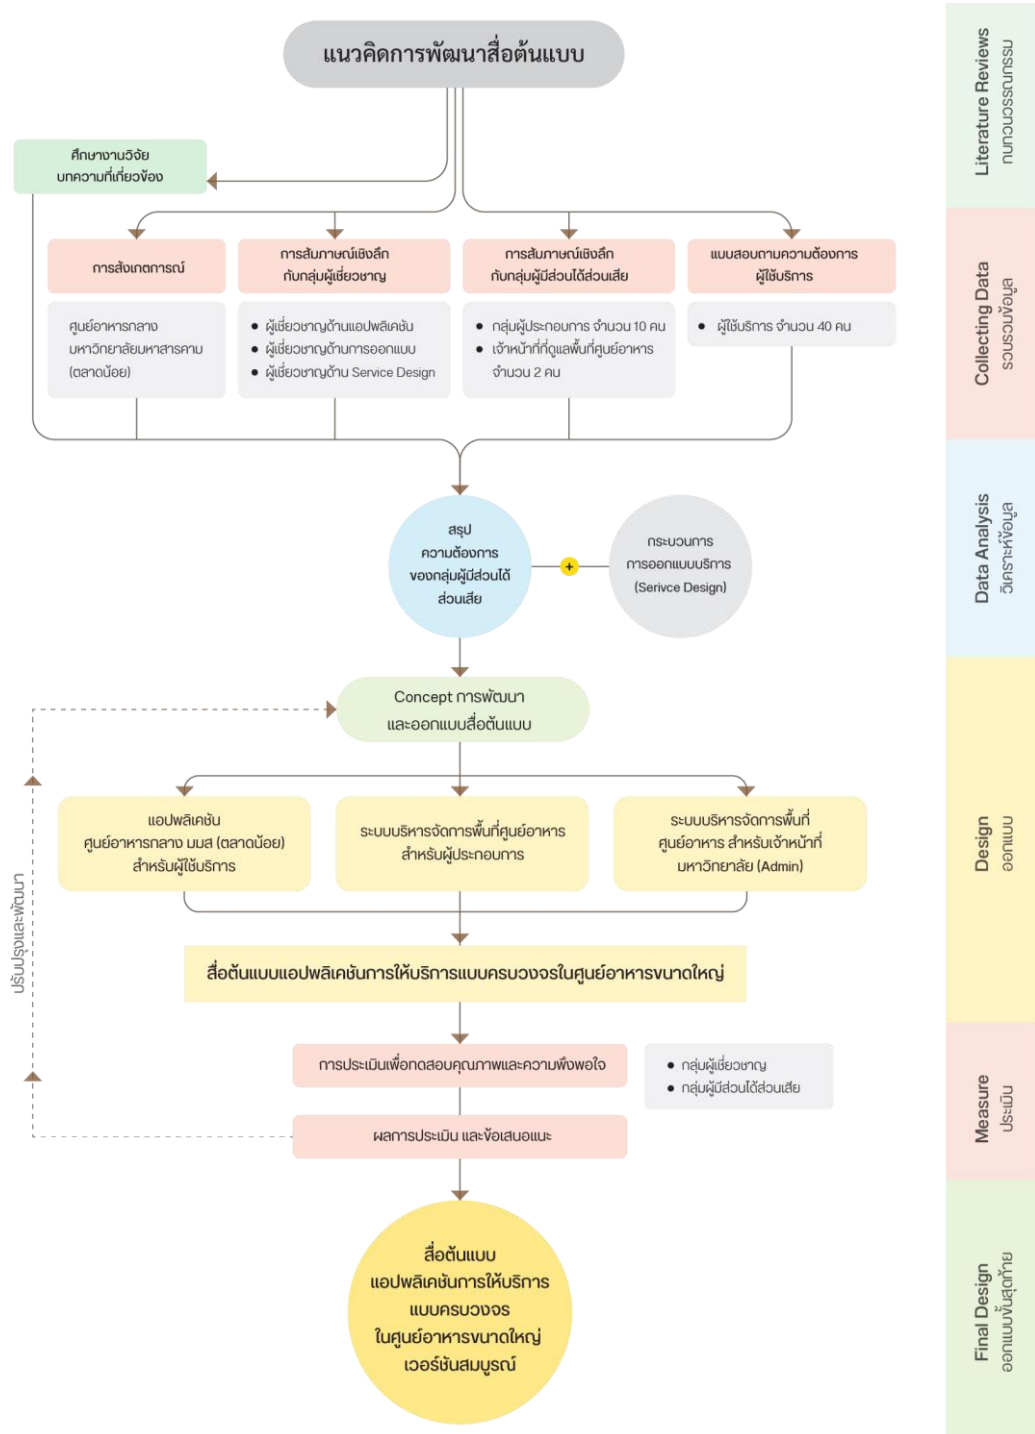 แนวคิดการพัฒนาสื่อต้นแบบ
ศึกษางานวิจัย
บทความที่เกี่ยวข้อง
การสังเกตการณ์
ศูนย์อาหารกลาง
มหาวิทยาลัยมหาสารคาม
(ตลาดน้อย)
การสัมภาษณ์เชิงลึก
กับกลุ่มผู้เชี่ยวชาญ
● ผู้เชี่ยวชาญด้านแอปพลิเคชัน
● ผู้เชี่ยวชาญด้านการออกแบบ
● ผู้เชี่ยวชาญด้าน Service Design
การสัมภาษณ์เชิงลึก
กับกลุ่มผู้มีส่วนได้ส่วนเสีย
● กลุ่มผู้ประกอบการ จำนวน 10 คน
● เจ้าหน้าที่ที่ดูแลพื้นที่ศูนย์อาหาร
จำนวน 2 คน
แบบสอบถามความต้องการ
ผู้ใช้บริการ
● ผู้ใช้บริการ จำนวน 40 คน
สรุป
ความต้องการ
ของกลุ่มผู้มีส่วนได้
ส่วนเสีย
+
กระบวนการ
การออกแบบบริการ
(Serivce Design)
Concept การพัฒนา
และออกแบบสื่อต้นแบบ
แอปพลิเคชัน
ศูนย์อาหารกลาง มมส (ตลาดน้อย)
สำหรับผู้ใช้บริการ
ระบบบริหารจัดการพื้นที่ศูนย์อาหาร
สำหรับผู้ประกอบการ
ระบบบริหารจัดการพื้นที่
ศูนย์อาหาร สำหรับเจ้าหน้าที่
มหาวิทยาลัย (Admin)
สื่อต้นแบบแอปพลิเคชันการให้บริการแบบครบวงจรในศูนย์อาหารขนาดใหญ่
การประเมินเพื่อทดสอบคุณภาพและความพึงพอใจ
● กลุ่มผู้เชี่ยวชาญ
● กลุ่มผู้มีส่วนได้ส่วนเสีย
ผลการประเมิน และข้อเสนอแนะ
ปรับปรุงและพัฒนา
สื่อต้นแบบ
แอปพลิเคชันการให้บริการ
แบบครบวงจร
ในศูนย์อาหารขนาดใหญ่
เวอร์ชันสมบูรณ์
Literature Reviews
ทบทวนวรรณกรรม
Collecting Data
รวบรวมข้อมูล
Data Analysis
วิเคราะห์ข้อมูล
Design
ออกแบบ
Measure
ประเมิน
Final Design
ออกแบบขั้นสุดท้าย